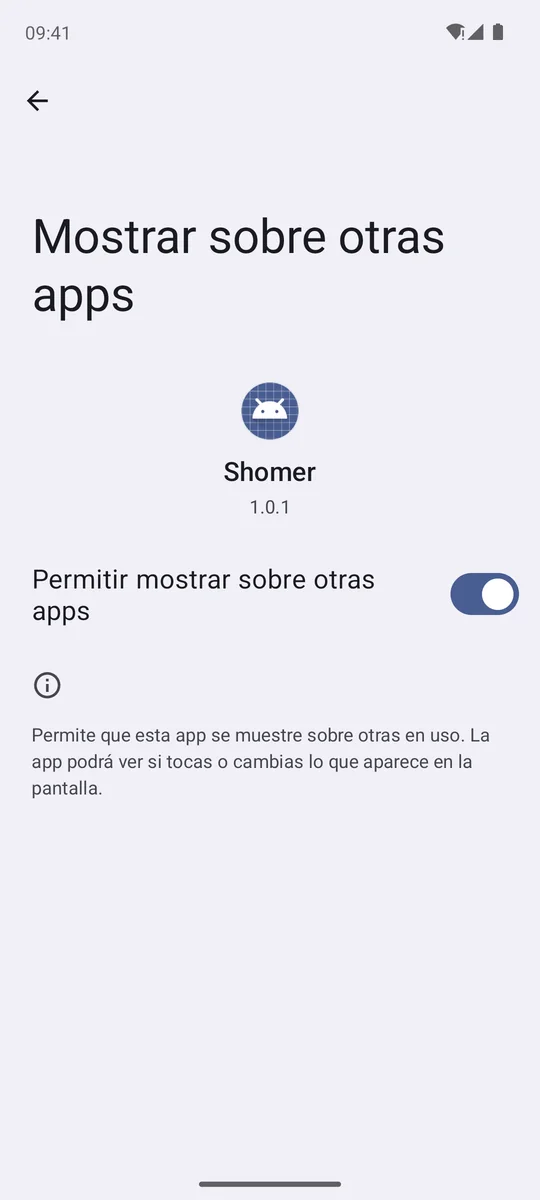 09:41
Mostrar sobre otras
apps
Shomer
1.0.1
Permitir mostrar sobre otras
apps
Permite que esta app se muestre sobre otras en uso. La
app podrá ver si tocas o cambias lo que aparece en la
pantalla.